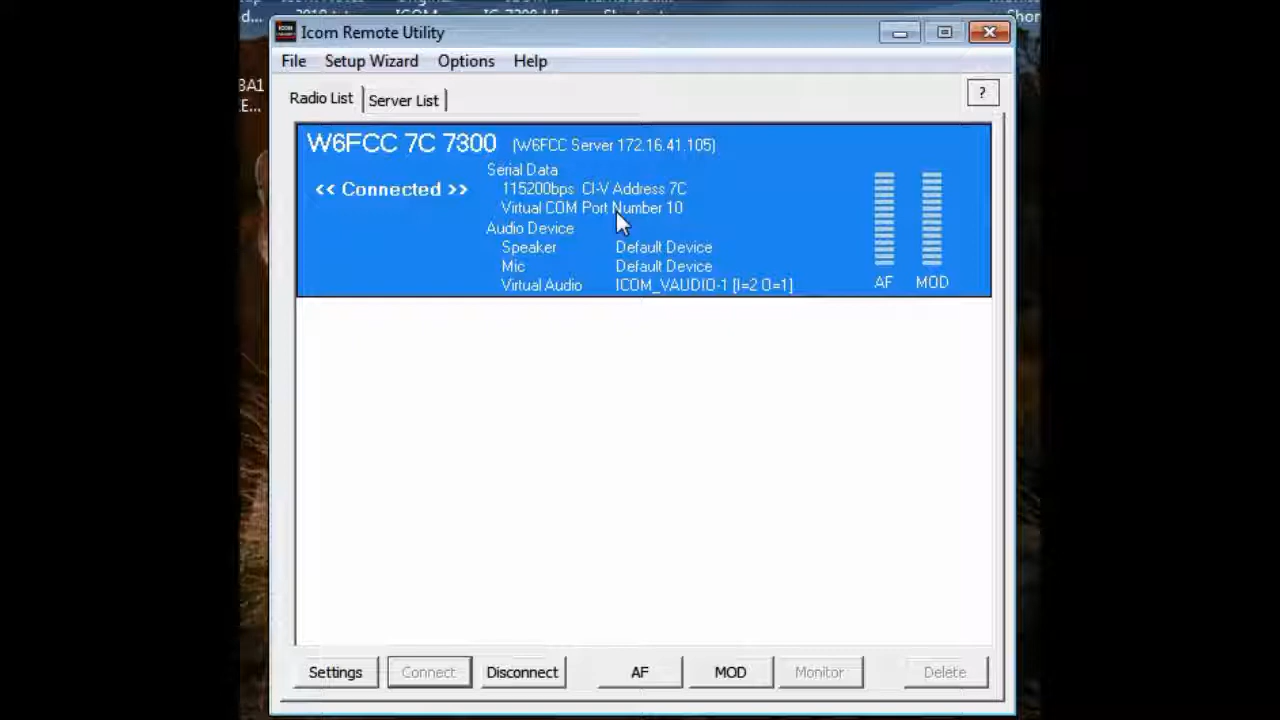 Icom Remote Utility
File Setup Wizard Options Help
Radio List Server List ?
W6FCC 7C 7300 (W6FCC Server 172.16.41.105)
Serial Data
<< Connected >> 115200bps CI-V Address 7C
Virtual COM Port Number 10
Audio Device
Speaker Default Device
Mic Default Device
Virtual Audio ICOM_VAUDIO-1 [I=2 O=1]
AF MOD
Settings Connect Disconnect AF MOD Monitor Delete